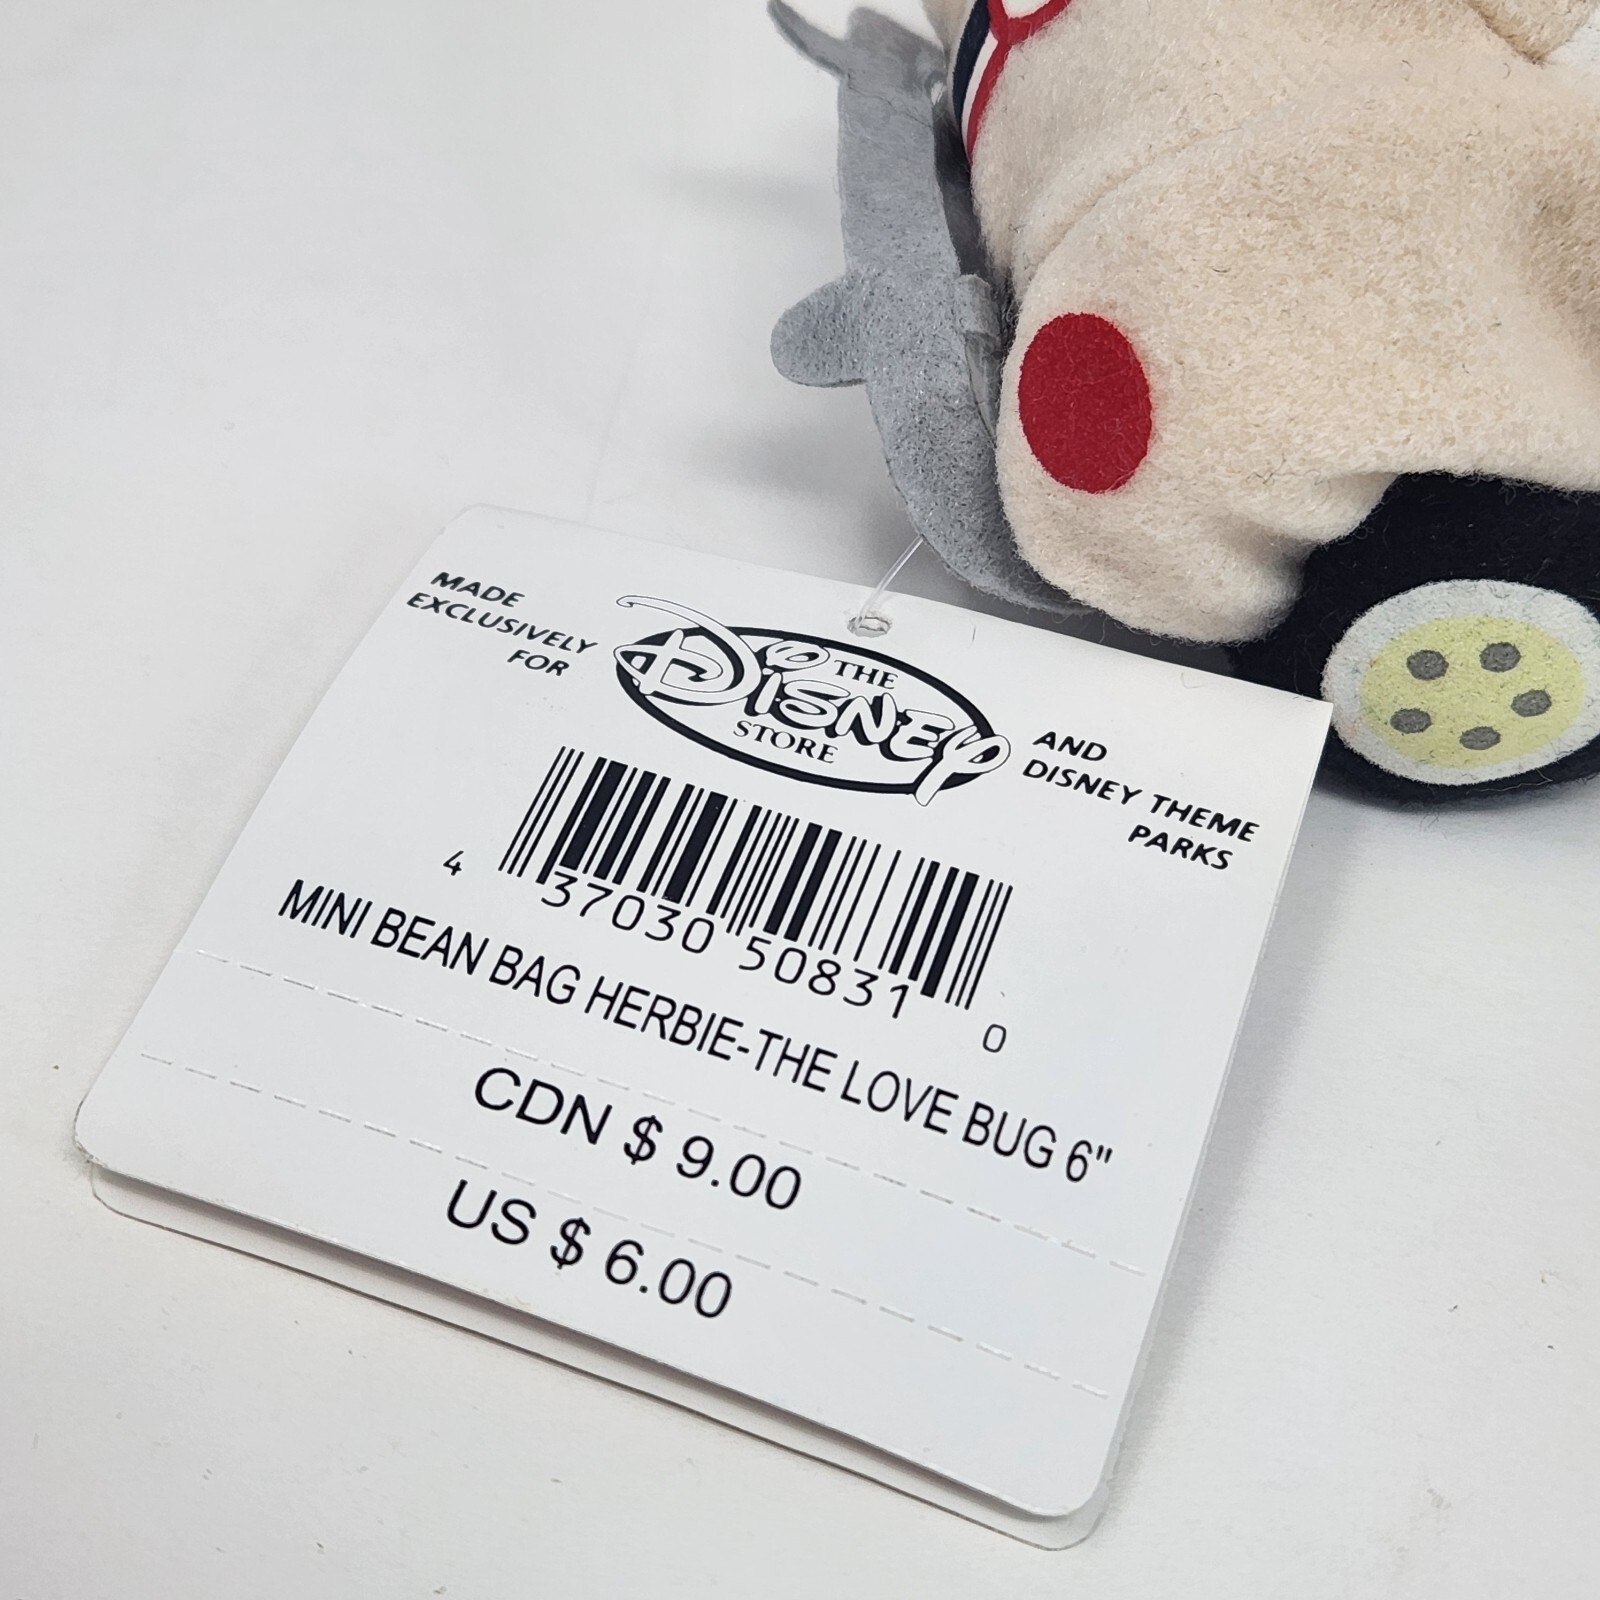 MADE
EXCLUSIVELY
FOR
THE
DISNEY
STORE
AND
DISNEY THEME
PARKS
4 37030 50831 0
MINI BEAN BAG HERBIE-THE LOVE BUG 6"
CDN $ 9.00
US $ 6.00